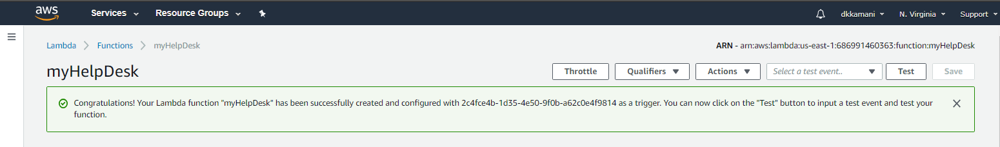 aws Services Resource Groups dkkamani N. Virginia Support
Lambda Functions myHelpDesk ARN - arn:aws:lambda:us-east-1:686991460363:function:myHelpDesk
myHelpDesk Throttle Qualifiers Actions Select a test event.. Test Save
Congratulations! Your Lambda function "myHelpDesk" has been successfully created and configured with 2c4fce4b-1d35-4e50-9f0b-a62c0e4f9814 as a trigger. You can now click on the "Test" button to input a test event and test your
function.